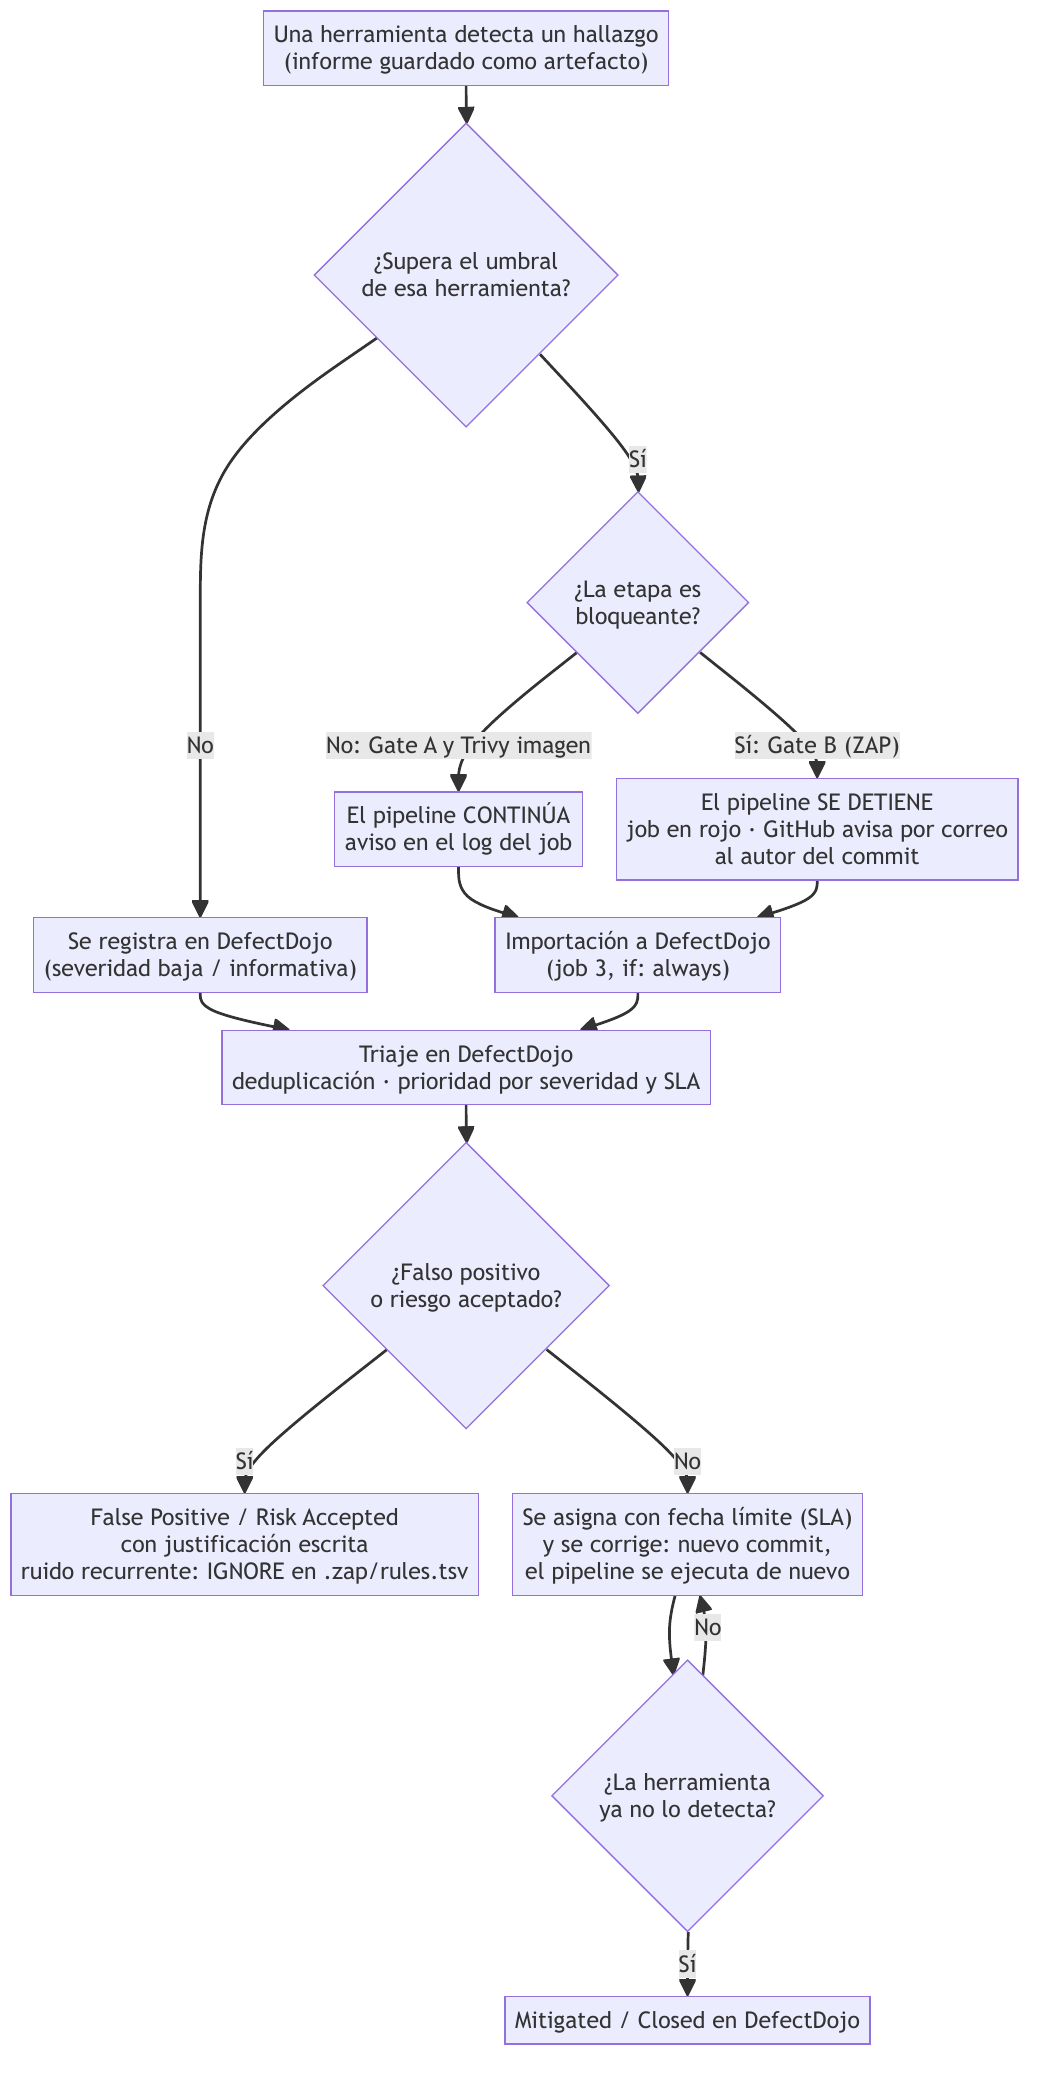 Una herramienta detecta un hallazgo
(informe guardado como artefacto)
¿Supera el umbral
de esa herramienta?
Sí
¿La etapa es
bloqueante?
No
No: Gate A y Trivy imagen
Sí: Gate B (ZAP)
El pipeline CONTINÚA
aviso en el log del job
El pipeline SE DETIENE
job en rojo · GitHub avisa por correo
al autor del commit
Se registra en DefectDojo
(severidad baja / informativa)
Importación a DefectDojo
(job 3, if: always)
Triaje en DefectDojo
deduplicación · prioridad por severidad y SLA
¿Falso positivo
o riesgo aceptado?
Sí
No
False Positive / Risk Accepted
con justificación escrita
ruido recurrente: IGNORE en .zap/rules.tsv
Se asigna con fecha límite (SLA)
y se corrige: nuevo commit,
el pipeline se ejecuta de nuevo
No
¿La herramienta
ya no lo detecta?
Sí
Mitigated / Closed en DefectDojo